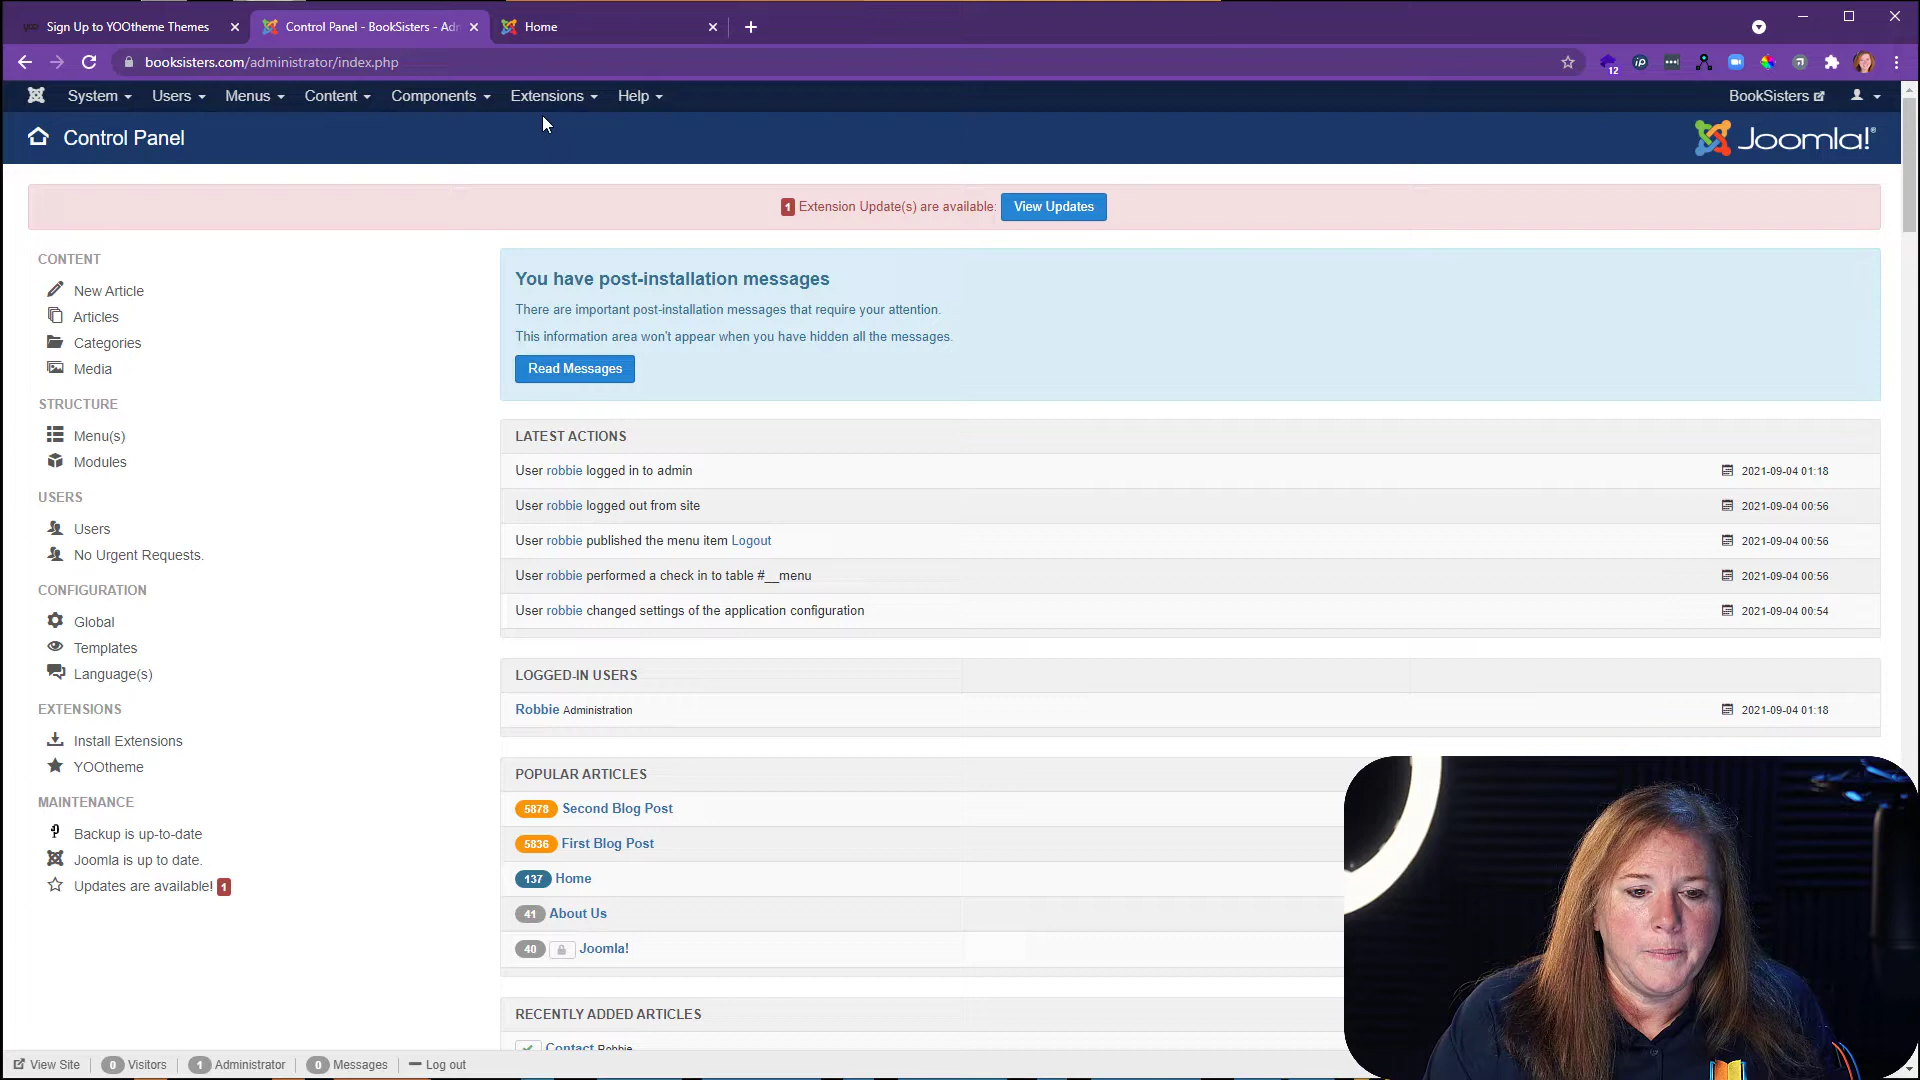 Sign Up to YOOtheme Themes
Control Panel - BookSisters - Adm
Home
booksisters.com/administrator/index.php
12
System Users Menus Content Components Extensions Help BookSisters
Control Panel
Joomla!®
1 Extension Update(s) are available: View Updates
CONTENT
New Article
Articles
Categories
Media
STRUCTURE
Menu(s)
Modules
USERS
Users
No Urgent Requests.
CONFIGURATION
Global
Templates
Language(s)
EXTENSIONS
Install Extensions
YOOtheme
MAINTENANCE
Backup is up-to-date
Joomla is up to date.
Updates are available! 1
You have post-installation messages
There are important post-installation messages that require your attention.
This information area won't appear when you have hidden all the messages.
Read Messages
LATEST ACTIONS
User robbie logged in to admin 2021-09-04 01:18
User robbie logged out from site 2021-09-04 00:56
User robbie published the menu item Logout 2021-09-04 00:56
User robbie performed a check in to table #__menu 2021-09-04 00:56
User robbie changed settings of the application configuration 2021-09-04 00:54
LOGGED-IN USERS
Robbie Administration 2021-09-04 01:18
POPULAR ARTICLES
5878 Second Blog Post
5836 First Blog Post
137 Home
41 About Us
40 Joomla!
RECENTLY ADDED ARTICLES
Contact Robbie
View Site 0 Visitors 1 Administrator 0 Messages Log out